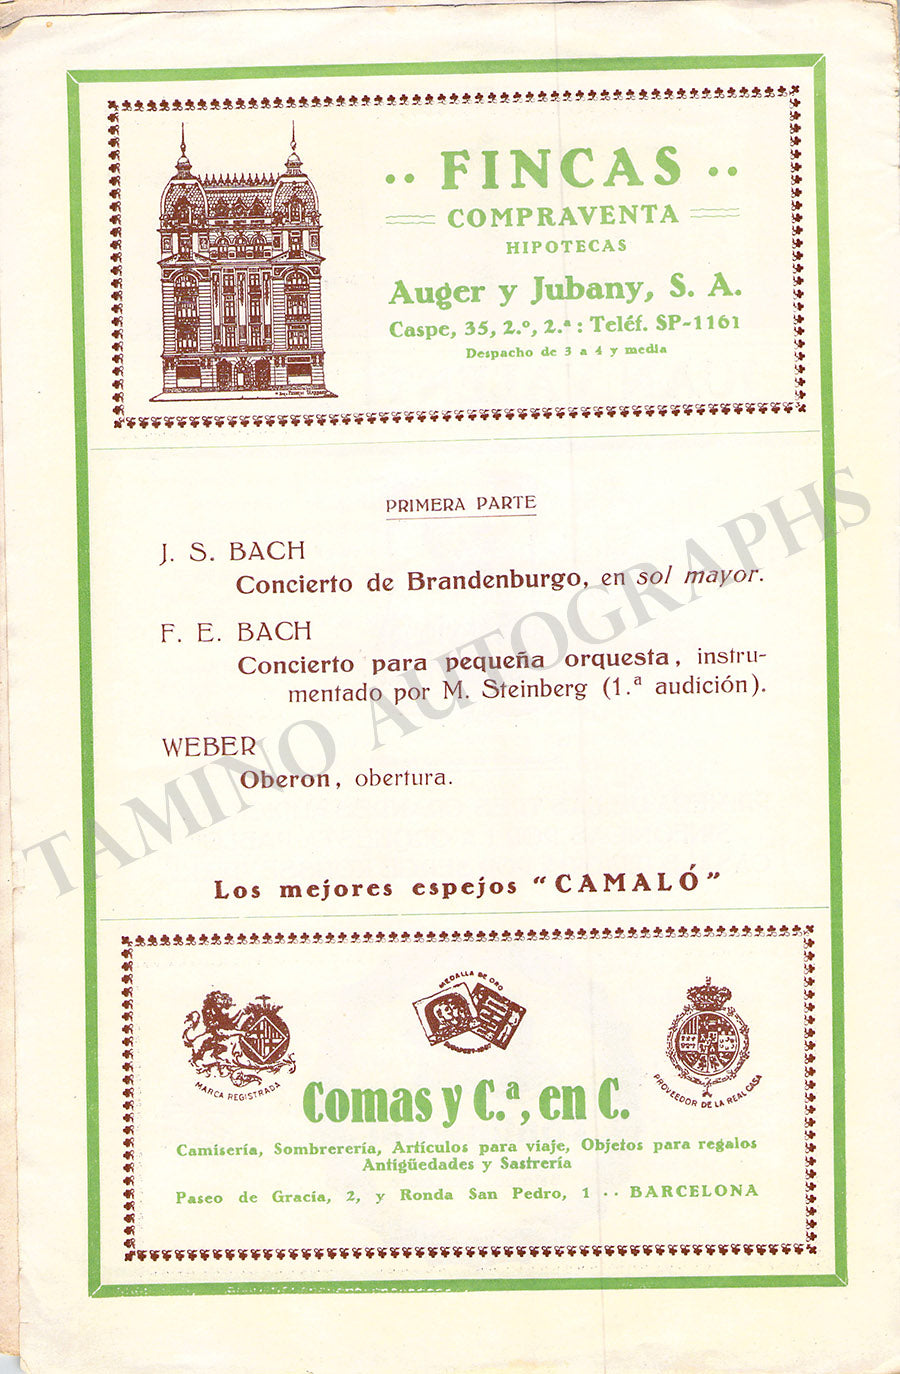 ·· FINCAS ··
COMPRAVENTA
HIPOTECAS
Auger y Jubany, S. A.
Caspe, 35, 2.º, 2.ª : Teléf. SP-1161
Despacho de 3 a 4 y media
PRIMERA PARTE
J. S. BACH
Concierto de Brandenburgo, en sol mayor.
F. E. BACH
Concierto para pequeña orquesta, instru-
mentado por M. Steinberg (1.ª audición).
WEBER
Oberon, obertura.
TAMINO AUTOGRAPHS
Los mejores espejos "CAMALÓ"
MEDALLA DE ORO
MARCA REGISTRADA
PROVEEDOR DE LA REAL CASA
Comas y C.ª, en C.
Camisería, Sombrerería, Artículos para viaje, Objetos para regalos
Antigüedades y Sastrería
Paseo de Gracia, 2, y Ronda San Pedro, 1 ·· BARCELONA